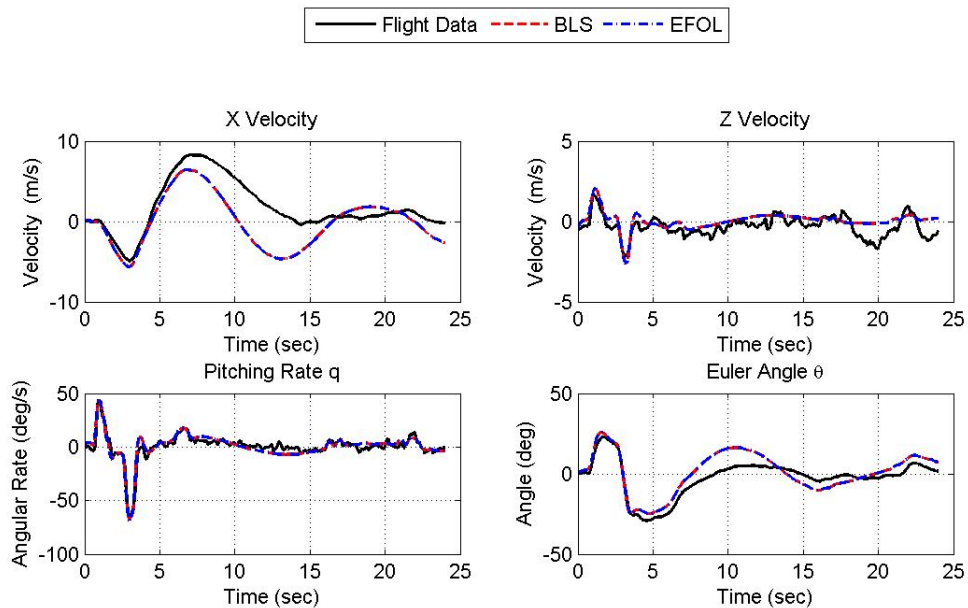 Flight Data BLS EFOL
X Velocity
Velocity (m/s)
10
0
-10
0 5 10 15 20 25
Time (sec)
Z Velocity
Velocity (m/s)
5
0
-5
0 5 10 15 20 25
Time (sec)
Pitching Rate q
Angular Rate (deg/s)
50
0
-50
-100
0 5 10 15 20 25
Time (sec)
Euler Angle θ
Angle (deg)
50
0
-50
0 5 10 15 20 25
Time (sec)